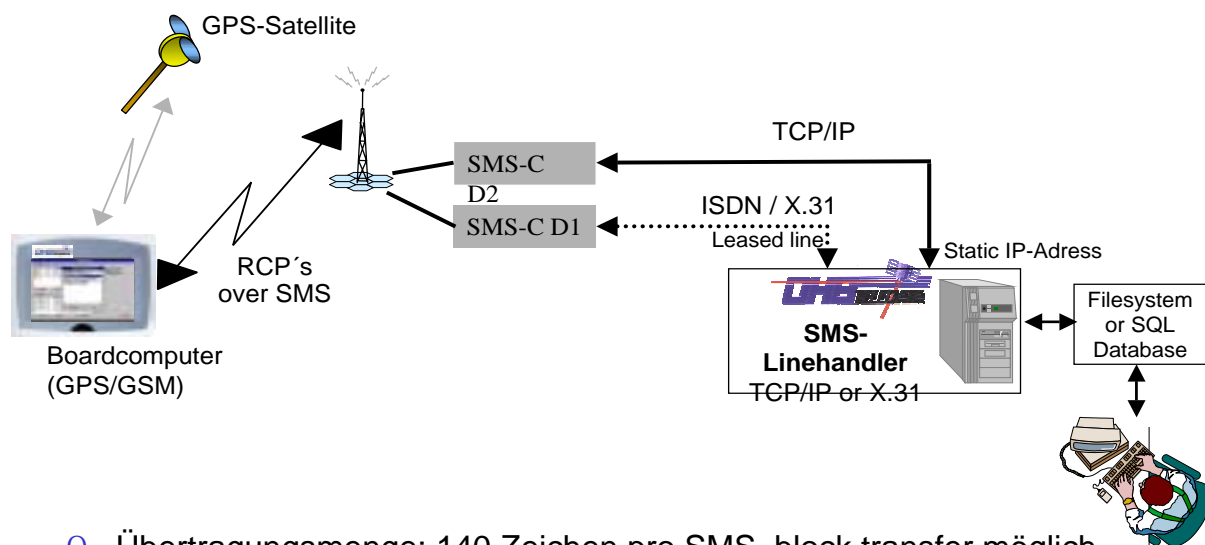 GPS-Satellite
TCP/IP
SMS-C
D2
ISDN / X.31
SMS-C D1
Leased line
Static IP-Adress
RCP´s
over SMS
Filesystem
or SQL
Database
SMS-
Linehandler
TCP/IP or X.31
Boardcomputer
(GPS/GSM)
Übertragungsmenge: 140 Zeichen pro SMS, block transfer möglich